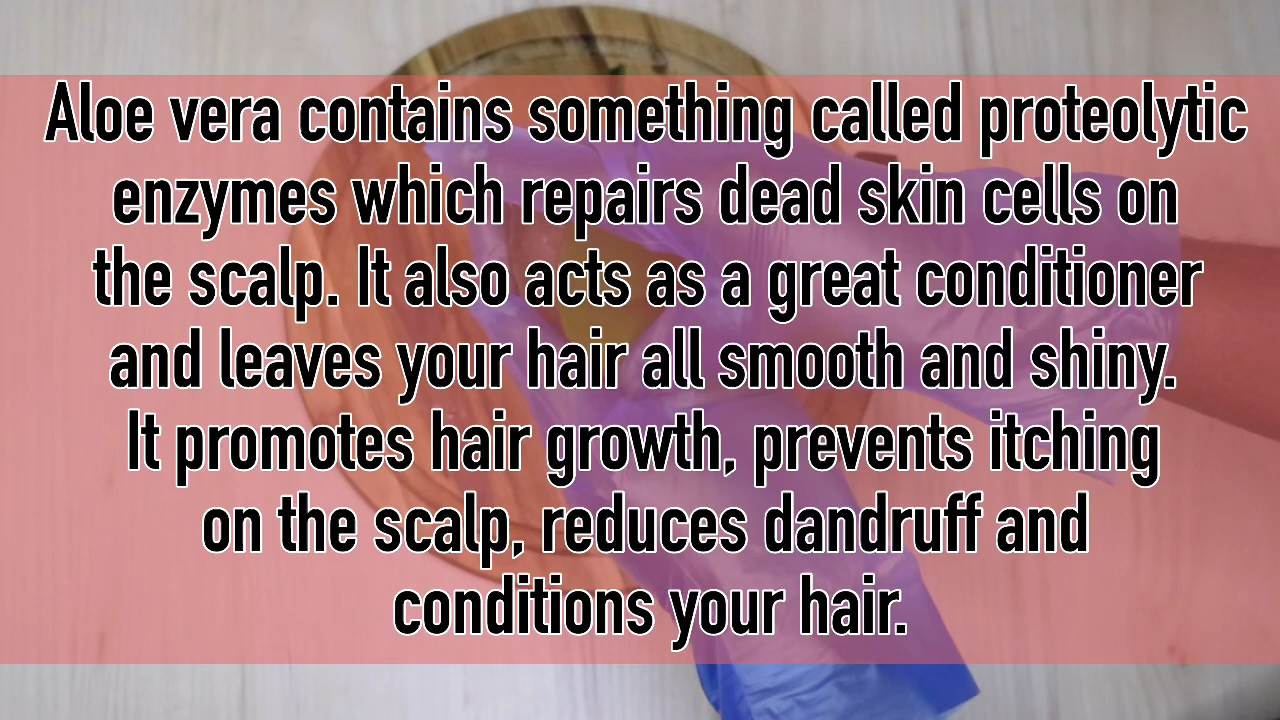 Aloe vera contains something called proteolytic
enzymes which repairs dead skin cells on
the scalp. It also acts as a great conditioner
and leaves your hair all smooth and shiny.
It promotes hair growth, prevents itching
on the scalp, reduces dandruff and
conditions your hair.